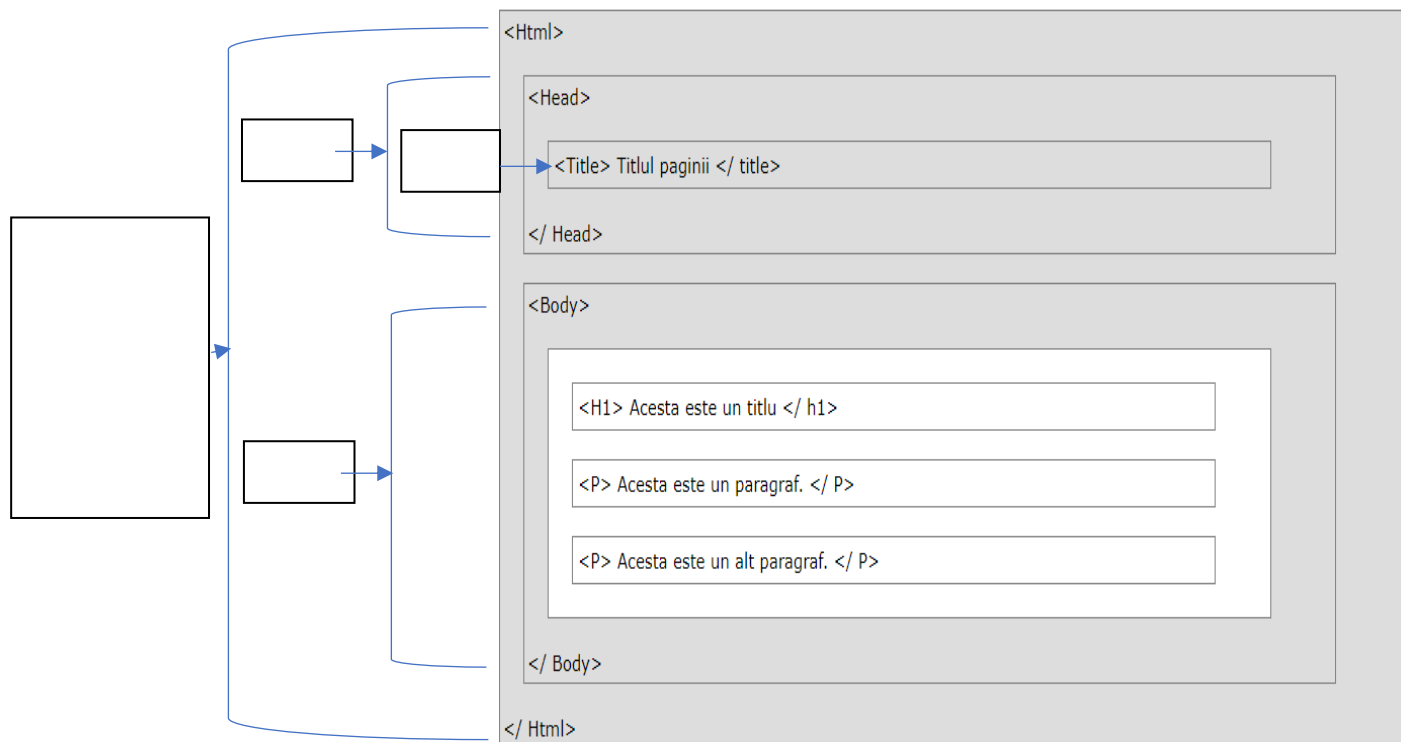 <Html>
<Head>
<Title> Titlul paginii </ title>
</ Head>
<Body>
<H1> Acesta este un titlu </ h1>
<P> Acesta este un paragraf. </ P>
<P> Acesta este un alt paragraf. </ P>
</ Body>
</ Html>